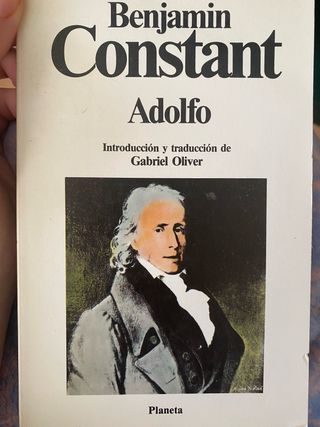 Benjamin
Constant
Adolfo
Introducción y traducción de
Gabriel Oliver
Planeta